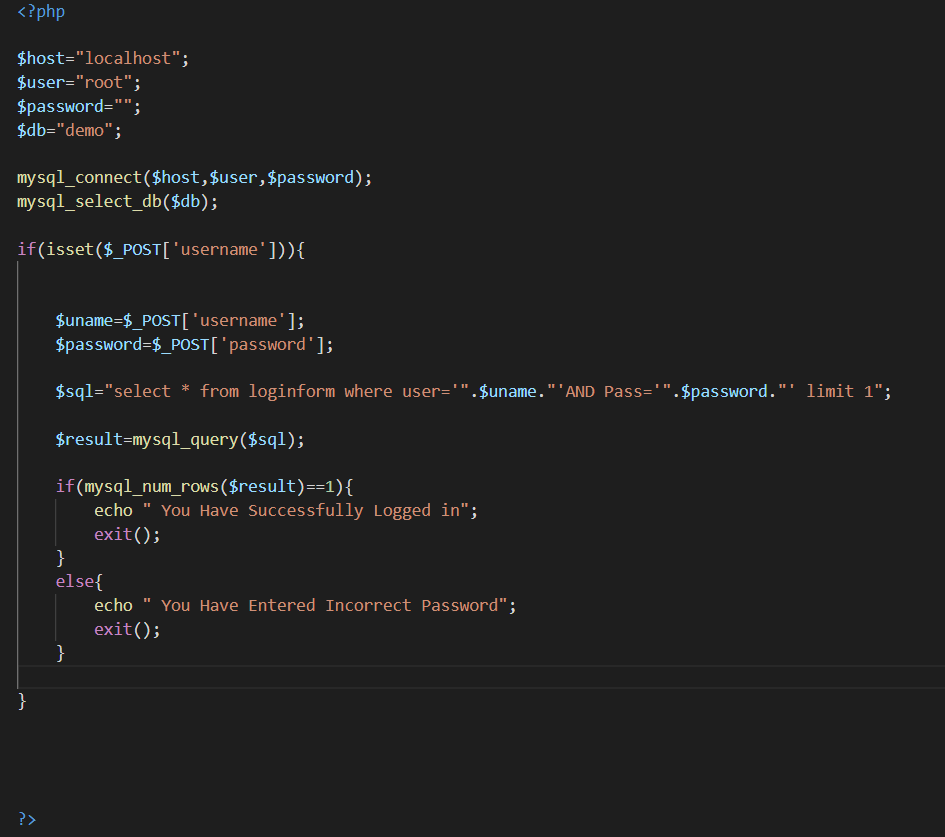 <?php
$host="localhost";
$user="root";
$password="";
$db="demo";
mysql_connect($host,$user,$password);
mysql_select_db($db);
if(isset($_POST['username'])){
$uname=$_POST['username'];
$password=$_POST['password'];
$sql="select * from loginform where user='".$uname."'AND Pass='".$password."' limit 1";
$result=mysql_query($sql);
if(mysql_num_rows($result)==1){
echo " You Have Successfully Logged in";
exit();
}
else{
echo " You Have Entered Incorrect Password";
exit();
}
}
?>